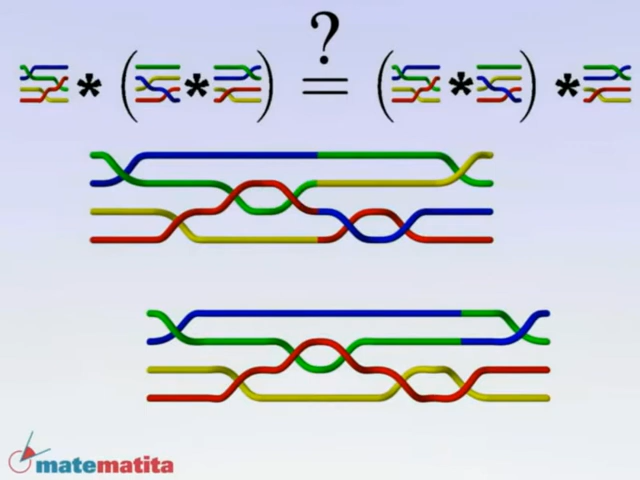 * ( * ) ? = ( * ) *
matematita